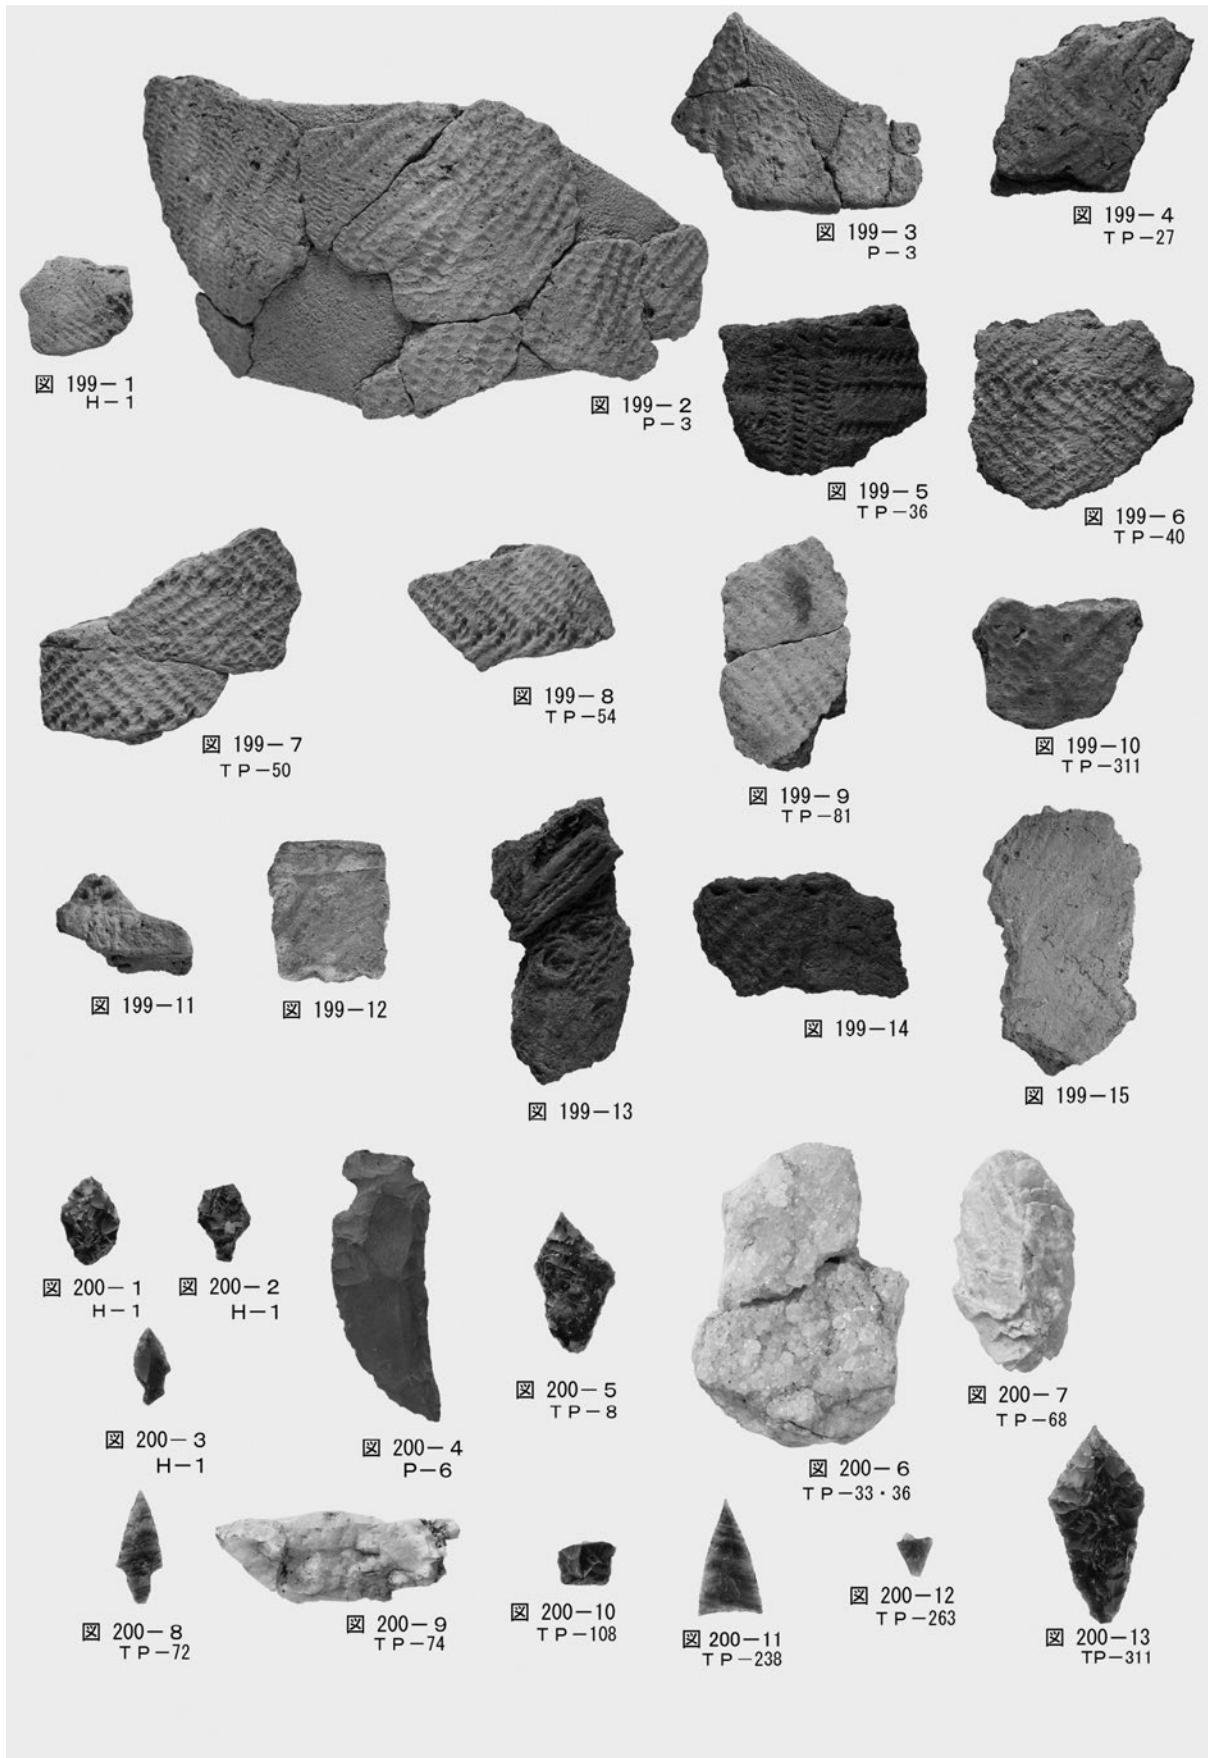 図 199－1
H－1
図 199－2
P－3
図 199－3
P－3
図 199－4
TP－27
図 199－5
TP－36
図 199－6
TP－40
図 199－7
TP－50
図 199－8
TP－54
図 199－9
TP－81
図 199－10
TP－311
図 199－11
図 199－12
図 199－13
図 199－14
図 199－15
図 200－1
H－1
図 200－2
H－1
図 200－3
H－1
図 200－4
P－6
図 200－5
TP－8
図 200－6
TP－33・36
図 200－7
TP－68
図 200－8
TP－72
図 200－9
TP－74
図 200－10
TP－108
図 200－11
TP－238
図 200－12
TP－263
図 200－13
TP－311